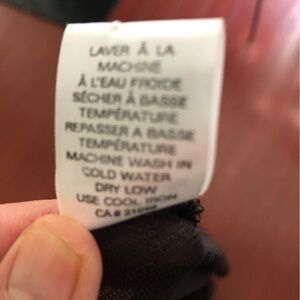 LAVER À LA
MACHINE
À L'EAU FROIDE
SÉCHER À BASSE
TEMPÉRATURE
REPASSER A BASSE
TEMPÉRATURE
MACHINE WASH IN
COLD WATER
DRY LOW
USE COOL IRON
CA #